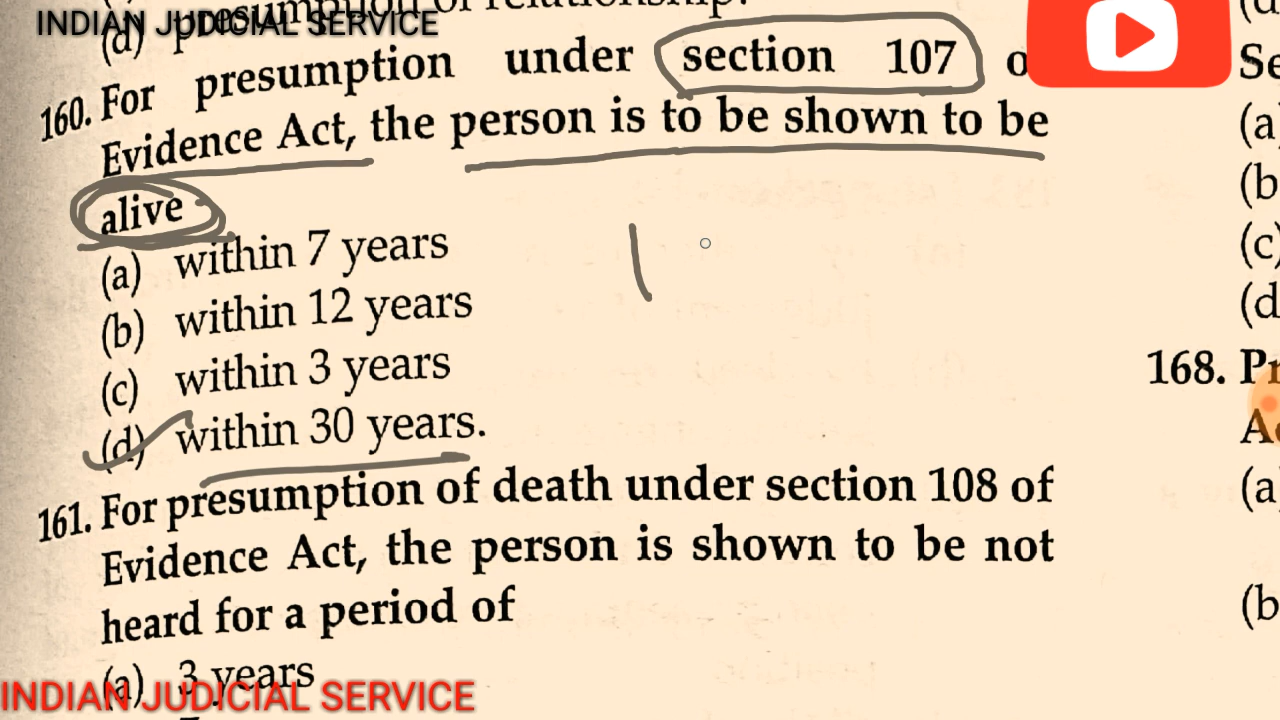 INDIAN JUDICIAL SERVICE
(d) presumption of relationship.
160. For presumption under section 107 o
Evidence Act, the person is to be shown to be
alive
(a) within 7 years
(b) within 12 years
(c) within 3 years
(d) within 30 years.
161. For presumption of death under section 108 of
Evidence Act, the person is shown to be not
heard for a period of
(a) 3 years
INDIAN JUDICIAL SERVICE
(a)
(b
(c)
(d
168. Pr
(a
(b